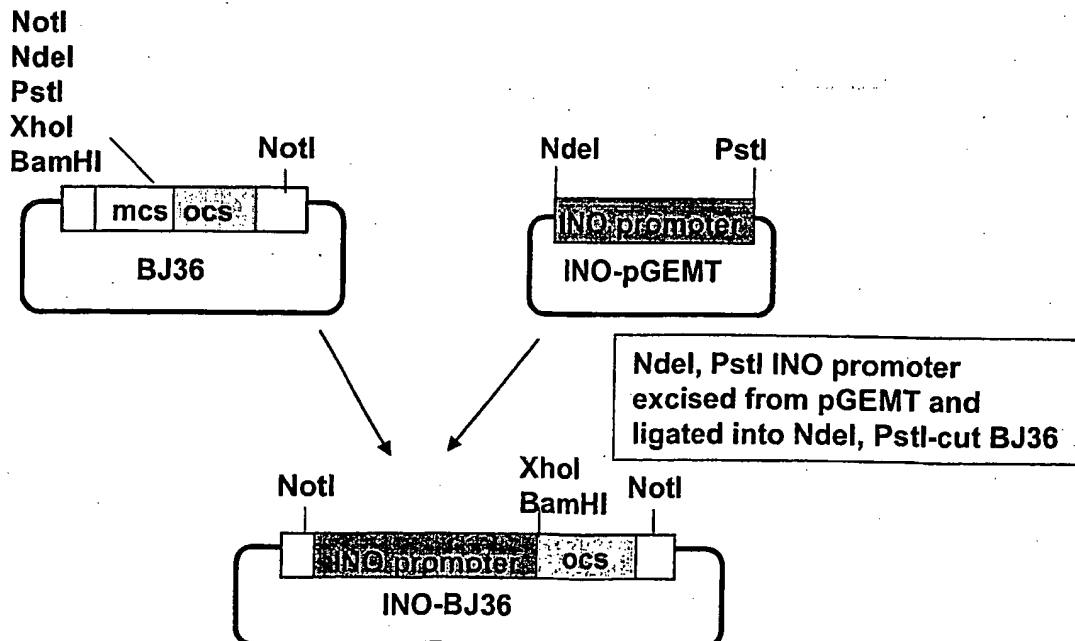 NotI
NdeI
PstI
XhoI
BamHI
NotI
mcs
ocs
BJ36
NdeI
PstI
INO promoter
INO-pGEMT
NdeI, PstI INO promoter
excised from pGEMT and
ligated into NdeI, PstI-cut BJ36
NotI
XhoI
BamHI
NotI
INO promoter
ocs
INO-BJ36